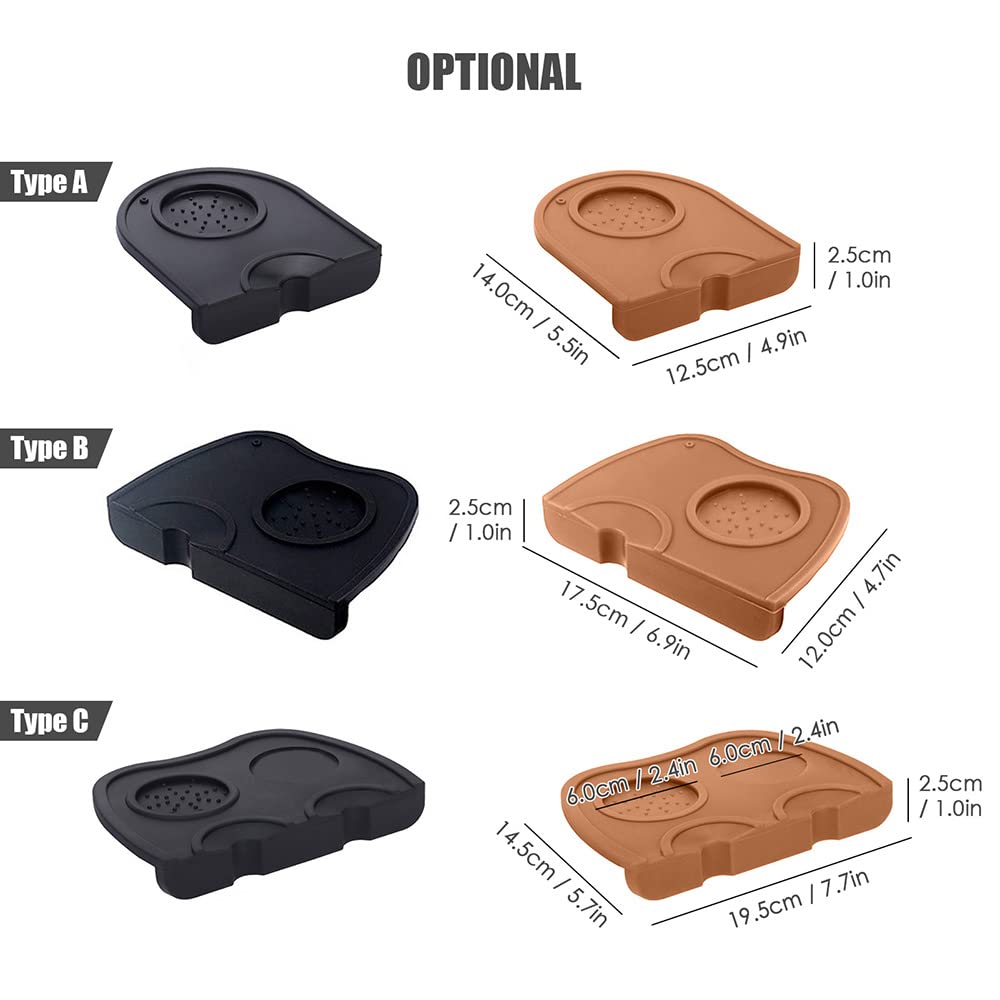 OPTIONAL
Type A
14.0cm / 5.5in
12.5cm / 4.9in
2.5cm
/ 1.0in
Type B
2.5cm
/ 1.0in
17.5cm / 6.9in
12.0cm / 4.7in
Type C
6.0cm / 2.4in
6.0cm / 2.4in
2.5cm
/ 1.0in
14.5cm / 5.7in
19.5cm / 7.7in